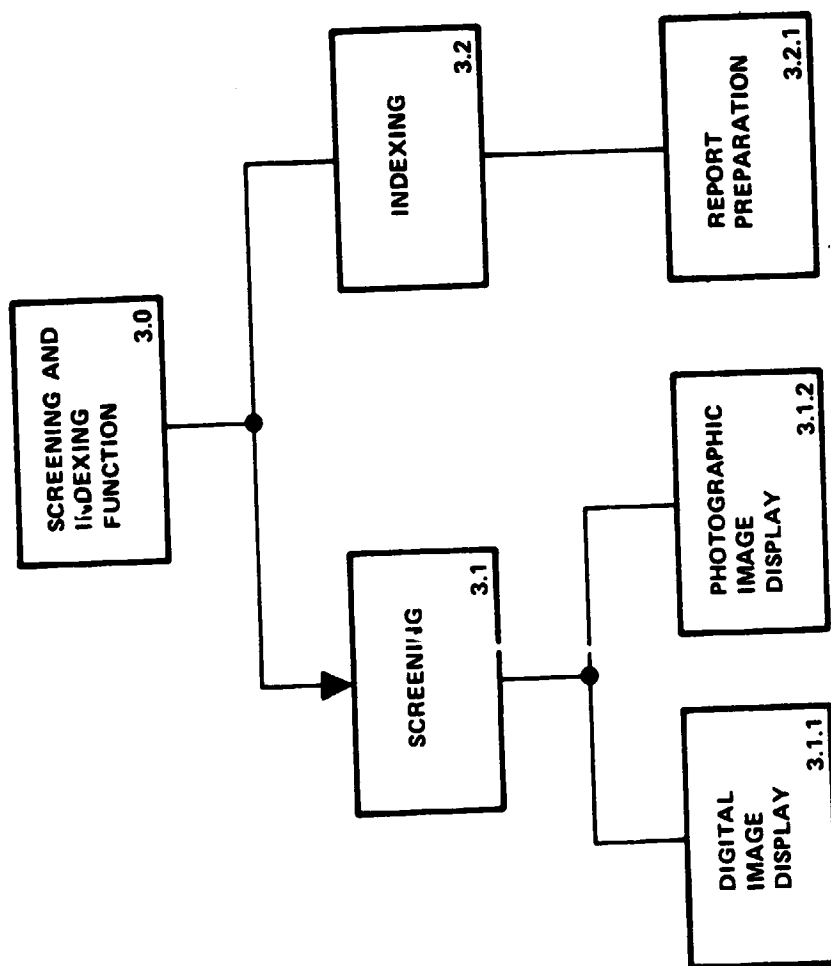 SCREENING AND
INDEXING
FUNCTION
3.0
SCREENING
3.1
INDEXING
3.2
DIGITAL
IMAGE
DISPLAY
3.1.1
PHOTOGRAPHIC
IMAGE
DISPLAY
3.1.2
REPORT
PREPARATION
3.2.1